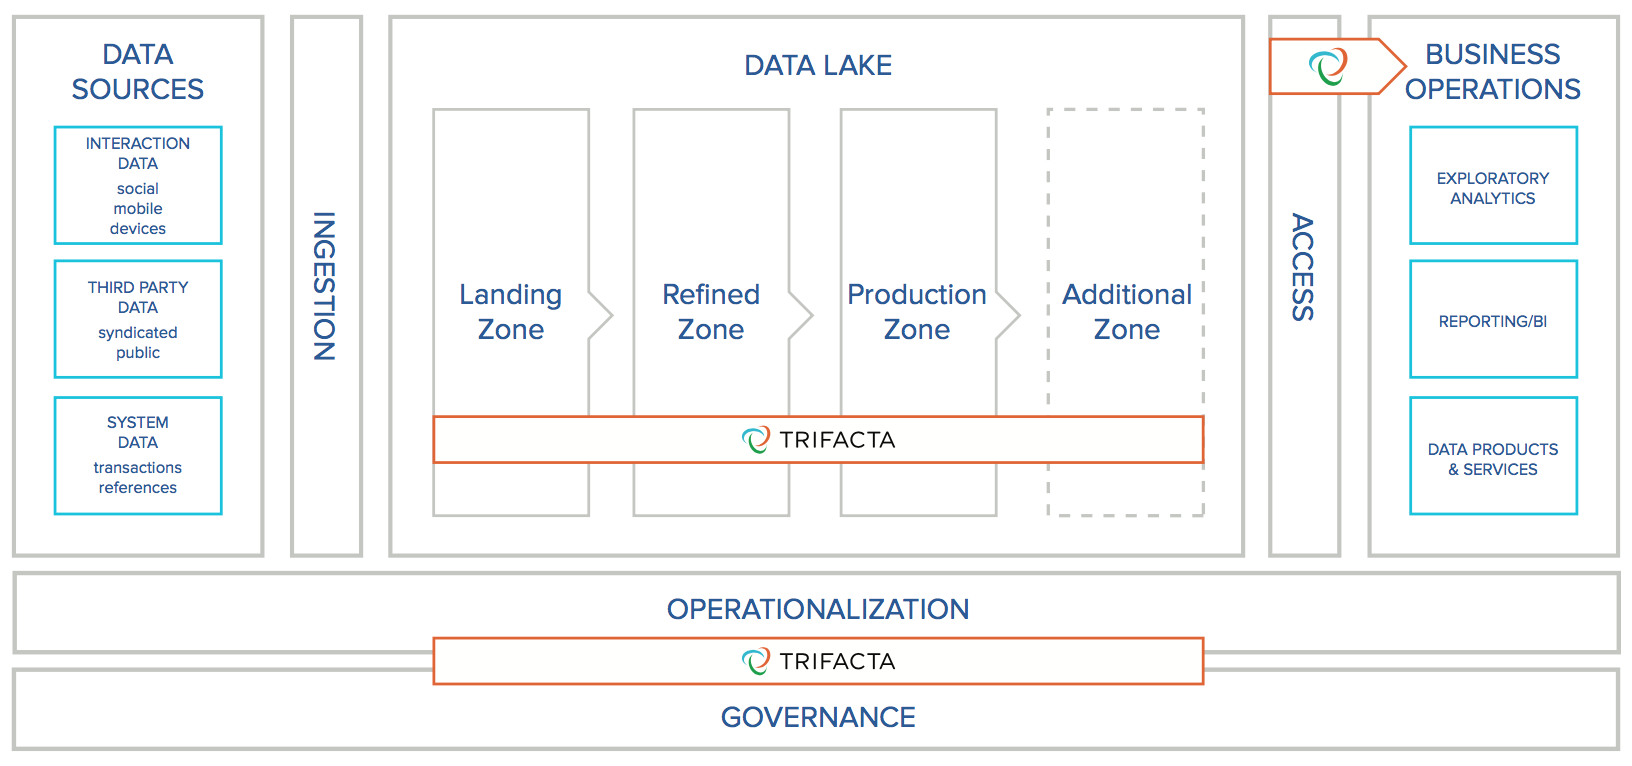 DATA
SOURCES
INTERACTION
DATA
social
mobile
devices
THIRD PARTY
DATA
syndicated
public
SYSTEM
DATA
transactions
references
INGESTION
DATA LAKE
Landing
Zone
Refined
Zone
Production
Zone
Additional
Zone
TRIFACTA
ACCESS
BUSINESS
OPERATIONS
EXPLORATORY
ANALYTICS
REPORTING/BI
DATA PRODUCTS
& SERVICES
OPERATIONALIZATION
TRIFACTA
GOVERNANCE